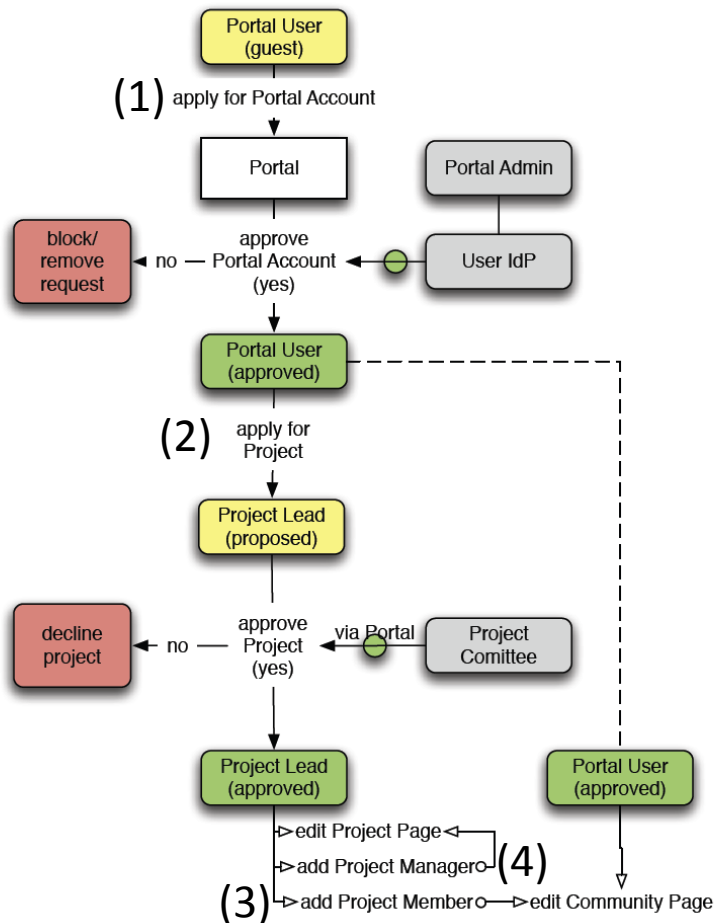 Portal User
(guest)
(1)
apply for Portal Account
Portal
Portal Admin
block/
remove
request
no
approve
Portal Account
(yes)
User IdP
Portal User
(approved)
(2)
apply for
Project
Project Lead
(proposed)
decline
project
no
approve
Project
(yes)
via Portal
Project
Comittee
Project Lead
(approved)
Portal User
(approved)
edit Project Page
add Project Manager
(4)
(3)
add Project Member
edit Community Page